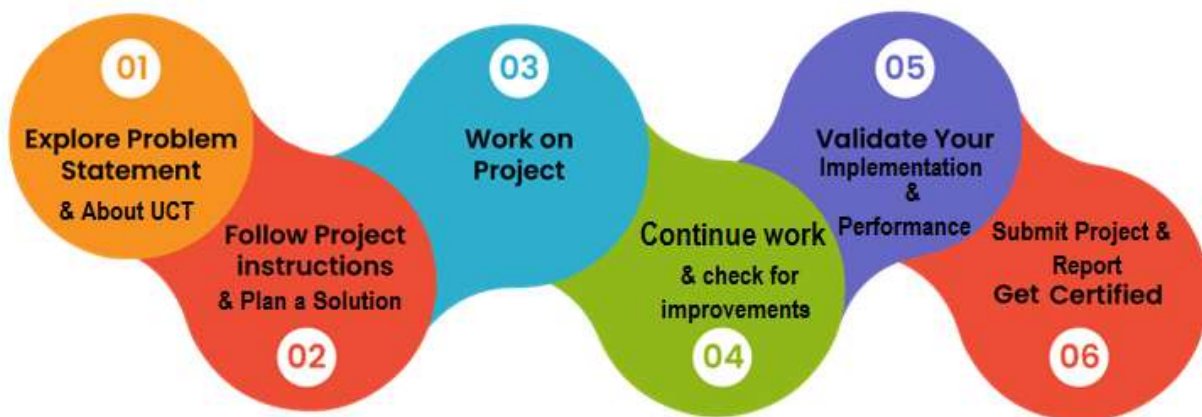 01
Explore Problem
Statement
& About UCT
Follow Project
instructions
& Plan a Solution
02
03
Work on
Project
Continue work
& check for
improvements
04
05
Validate Your
Implementation
&
Performance
Submit Project &
Report
Get Certified
06